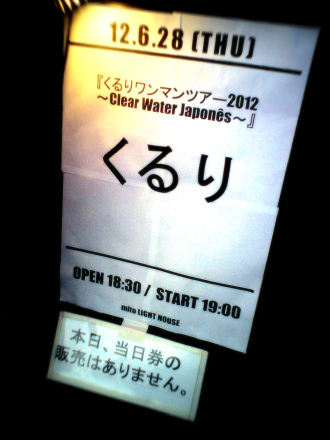 12.6.28 (THU)
『くるりワンマンツアー2012
～Clear Water Japonês～』
くるり
OPEN 18:30 / START 19:00
mito LIGHT HOUSE
本日、当日券の
販売はありません。